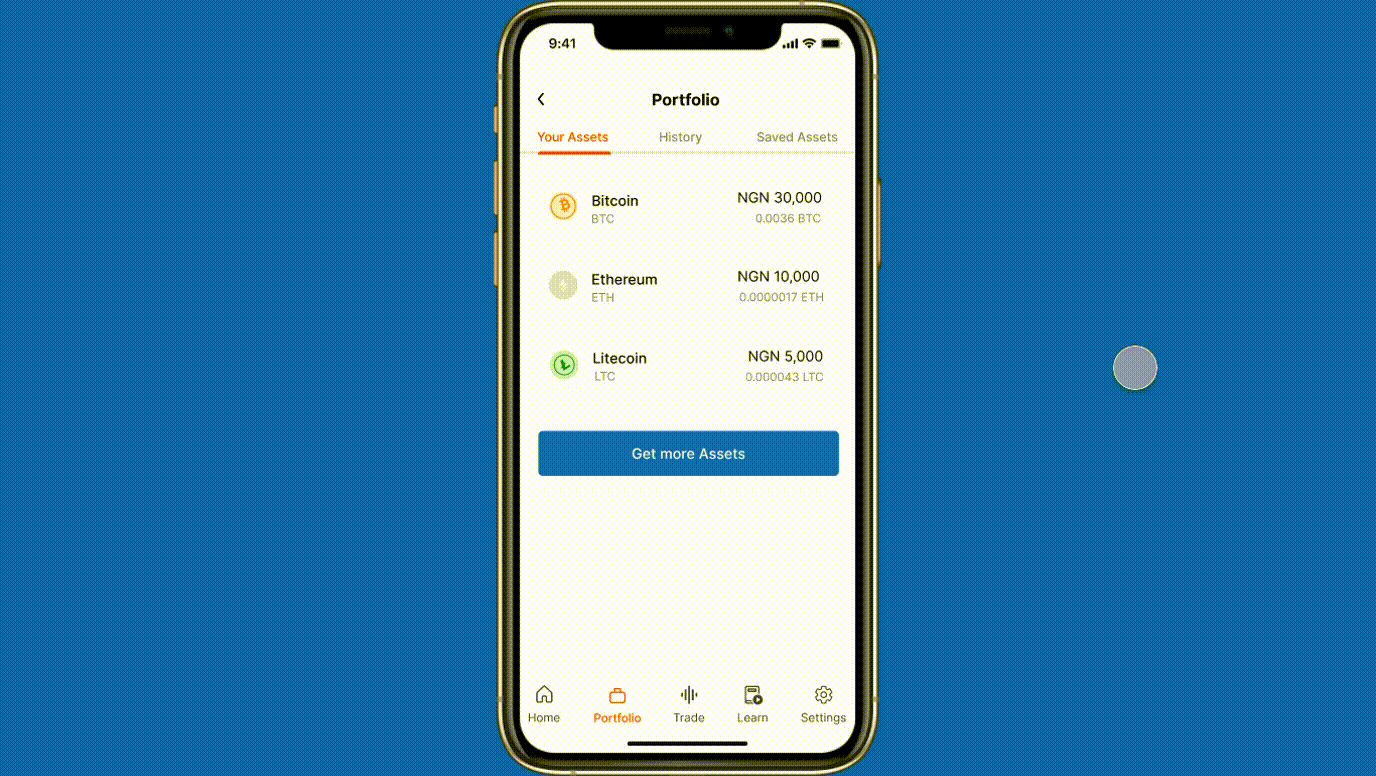 9:41
Portfolio
Your Assets History Saved Assets
Bitcoin NGN 30,000
BTC 0.0036 BTC
Ethereum NGN 10,000
ETH 0.0000017 ETH
Litecoin NGN 5,000
LTC 0.000043 LTC
Get more Assets
Home Portfolio Trade Learn Settings